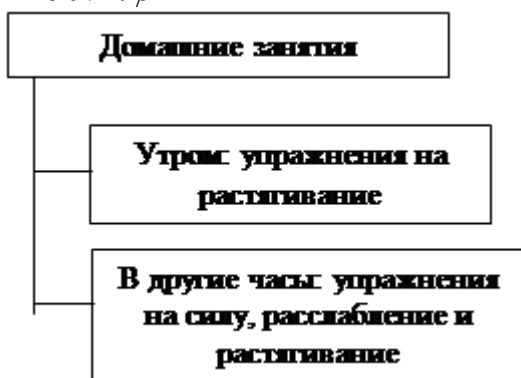 Домашние занятия
Утром: упражнения на
растягивание
В другие часы: упражнения
на силу, расслабление и
растягивание